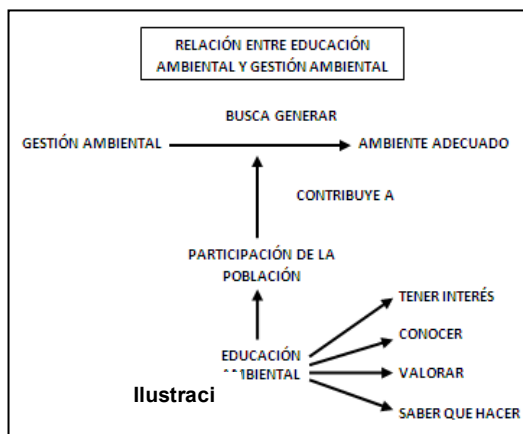 RELACIÓN ENTRE EDUCACIÓN
AMBIENTAL Y GESTIÓN AMBIENTAL
BUSCA GENERAR
GESTIÓN AMBIENTAL
AMBIENTE ADECUADO
CONTRIBUYE A
PARTICIPACIÓN DE LA
POBLACIÓN
TENER INTERÉS
CONOCER
EDUCACIÓN
AMBIENTAL
VALORAR
Ilustraci
SABER QUE HACER